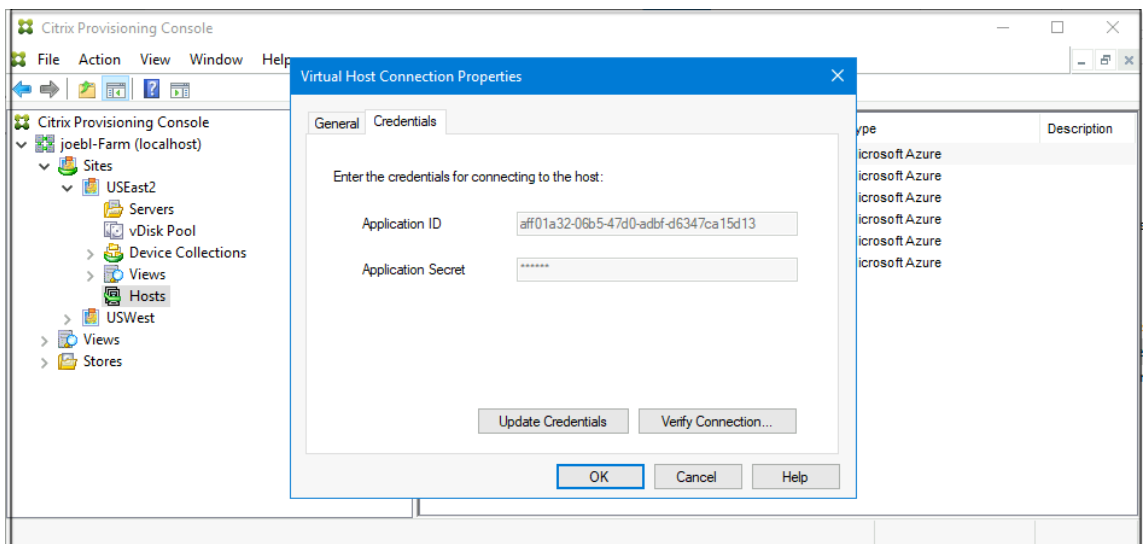 Citrix Provisioning Console
File Action View Window Help
Virtual Host Connection Properties
General Credentials
Enter the credentials for connecting to the host:
Application ID aff01a32-06b5-47d0-adbf-d6347ca15d13
Application Secret ******
Update Credentials Verify Connection...
OK Cancel Help
Citrix Provisioning Console
joebl-Farm (localhost)
Sites
USEast2
Servers
vDisk Pool
Device Collections
Views
Hosts
USWest
Views
Stores
ype Description
icrosoft Azure
icrosoft Azure
icrosoft Azure
icrosoft Azure
icrosoft Azure
icrosoft Azure